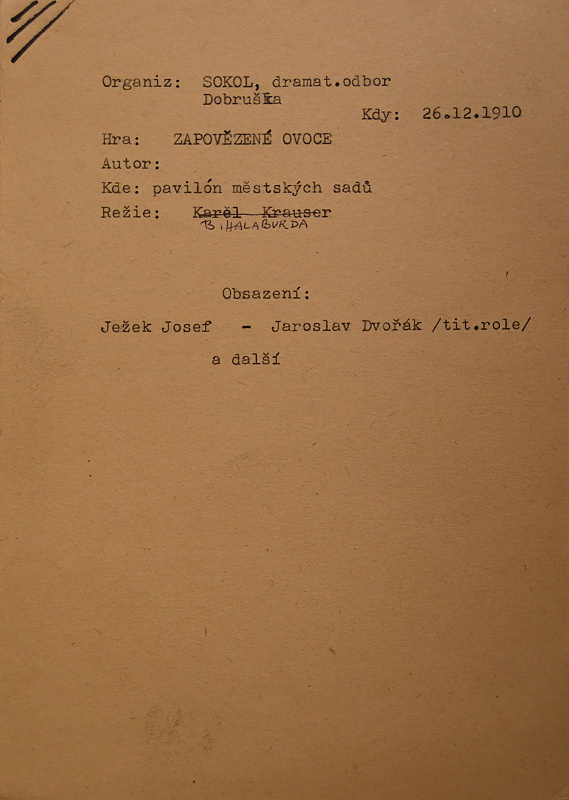 Organiz: SOKOL, dramat.odbor
Dobruška
Kdy: 26.12.1910
Hra: ZAPOVĚZENÉ OVOCE
Autor:
Kde: pavilón městských sadů
Režie: Karěl Krauser
B. HALABURDA
Obsazení:
Ježek Josef - Jaroslav Dvořák /tit.role/
a další